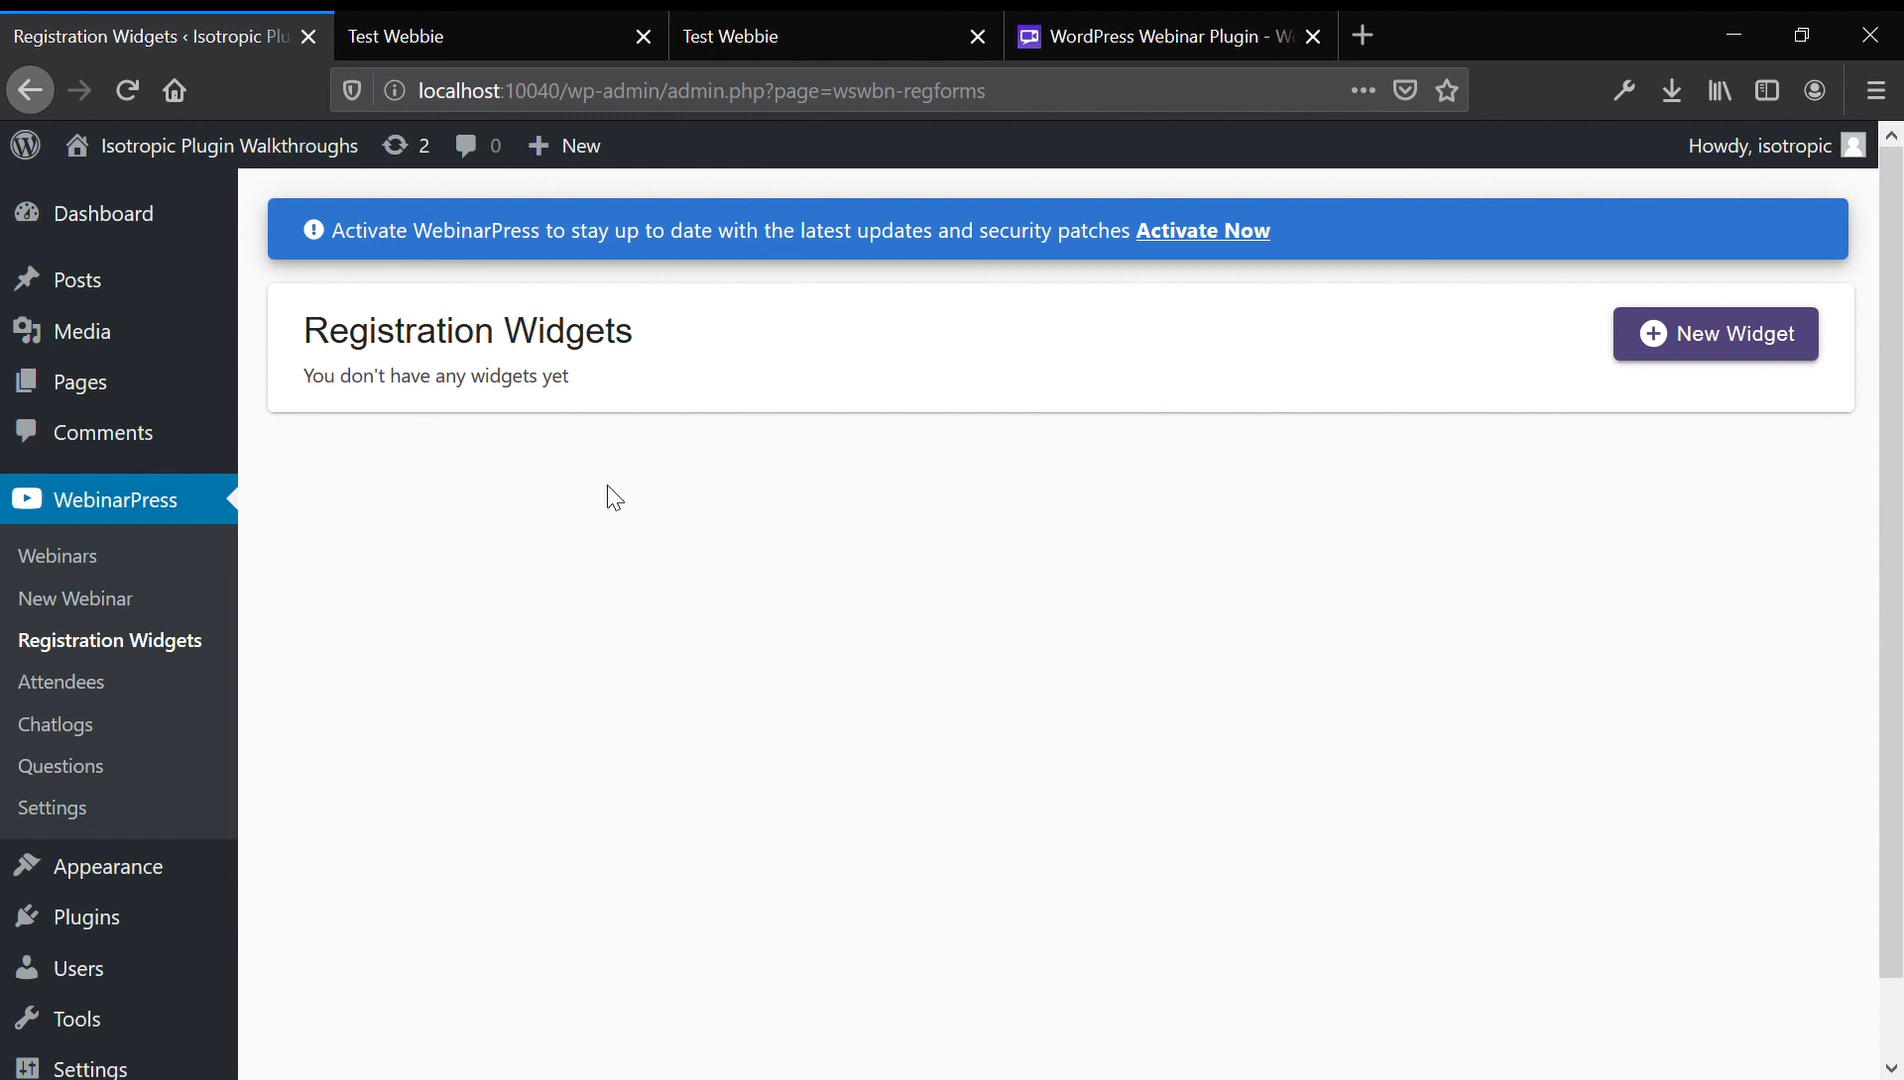 Registration Widgets ‹ Isotropic Plu
Test Webbie
Test Webbie
WordPress Webinar Plugin - We
localhost:10040/wp-admin/admin.php?page=wswbn-regforms
Isotropic Plugin Walkthroughs
2
0
New
Howdy, isotropic
Dashboard
Posts
Media
Pages
Comments
WebinarPress
Webinars
New Webinar
Registration Widgets
Attendees
Chatlogs
Questions
Settings
Appearance
Plugins
Users
Tools
Settings
Activate WebinarPress to stay up to date with the latest updates and security patches Activate Now
Registration Widgets
You don't have any widgets yet
New Widget